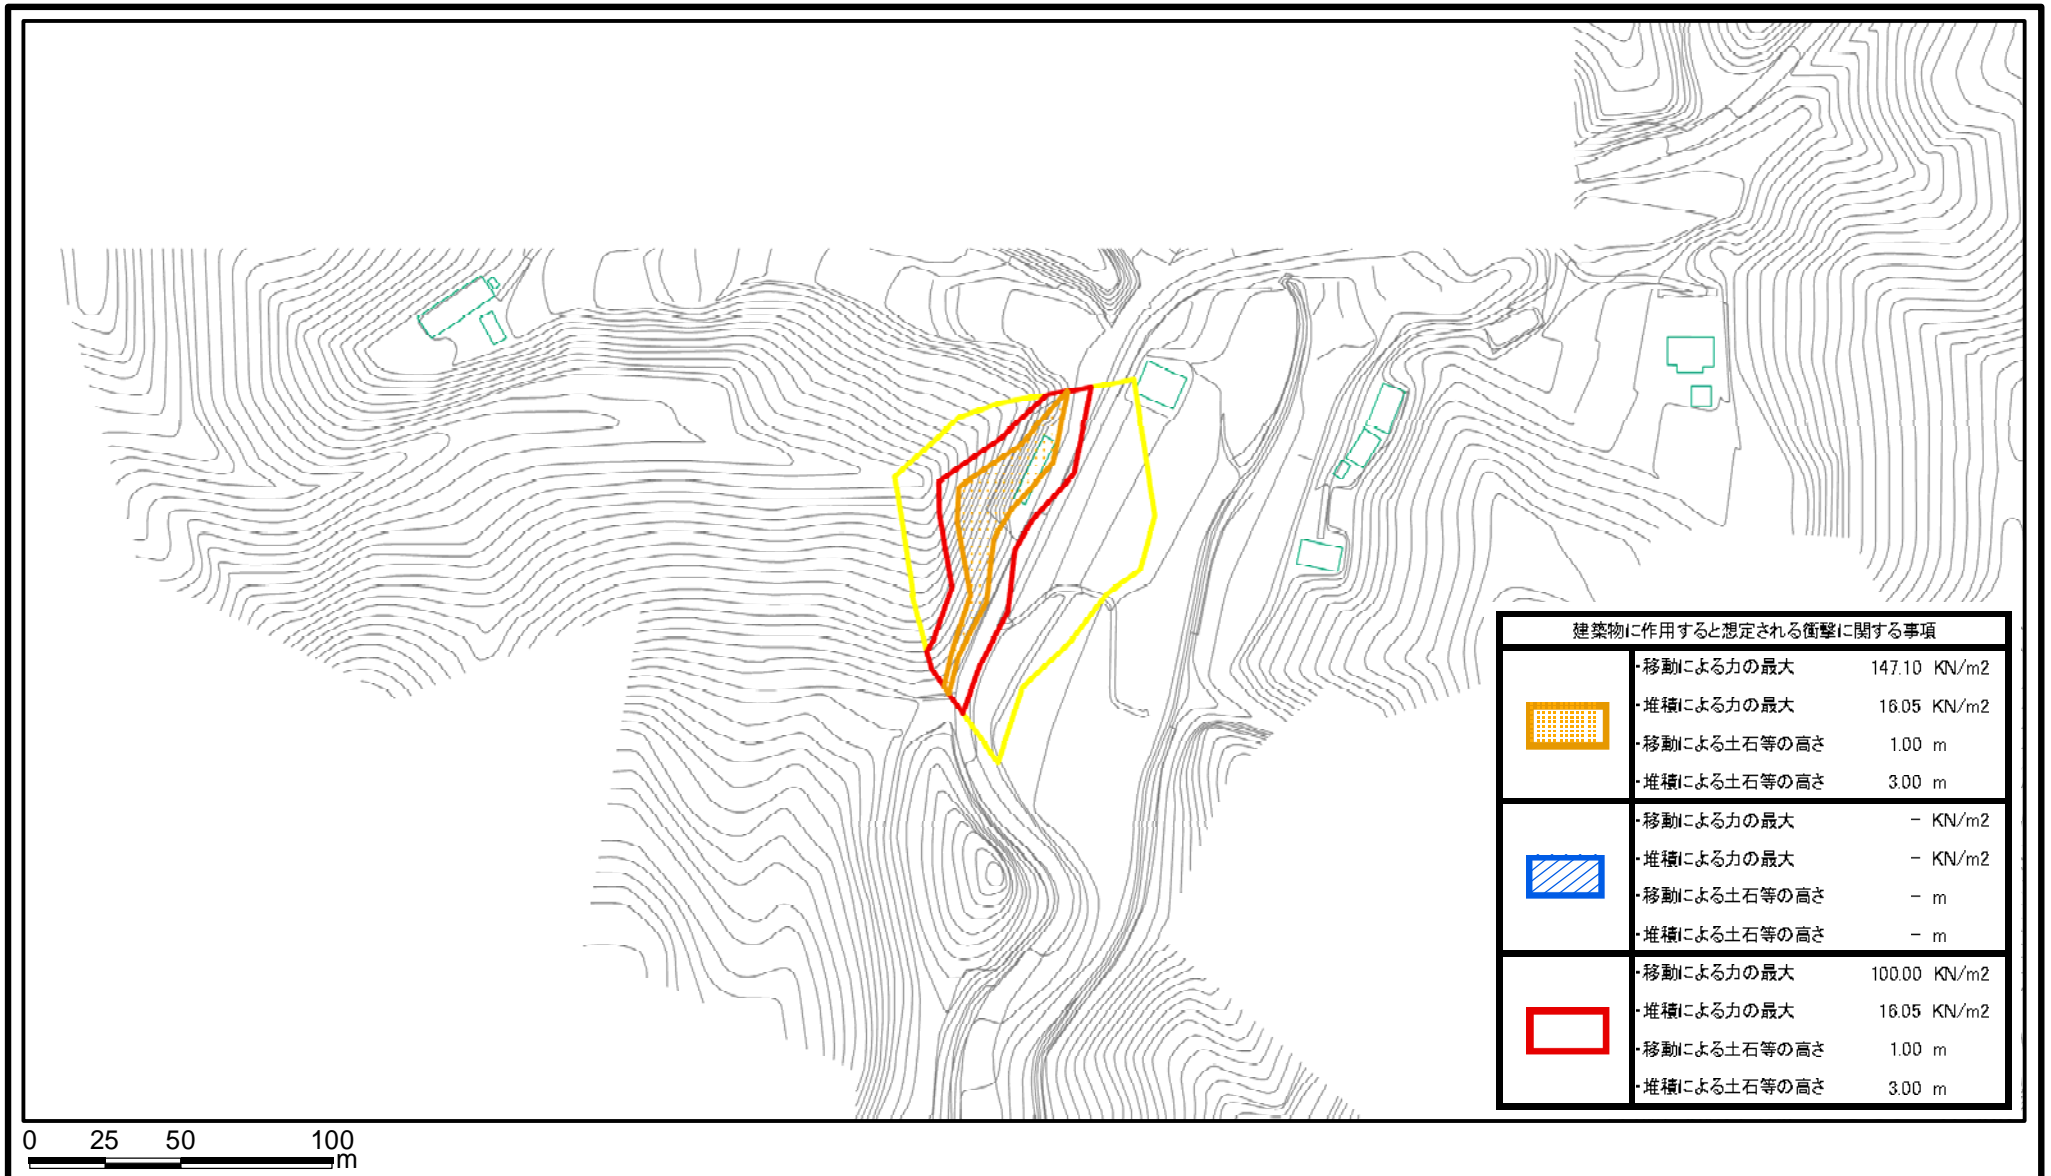 建築物に作用すると想定される衝撃に関する事項
・移動による力の最大 147.10 KN/m2
・堆積による力の最大 16.05 KN/m2
・移動による土石等の高さ 1.00 m
・堆積による土石等の高さ 3.00 m
・移動による力の最大 - KN/m2
・堆積による力の最大 - KN/m2
・移動による土石等の高さ - m
・堆積による土石等の高さ - m
・移動による力の最大 100.00 KN/m2
・堆積による力の最大 16.05 KN/m2
・移動による土石等の高さ 1.00 m
・堆積による土石等の高さ 3.00 m
0 25 50 100
m